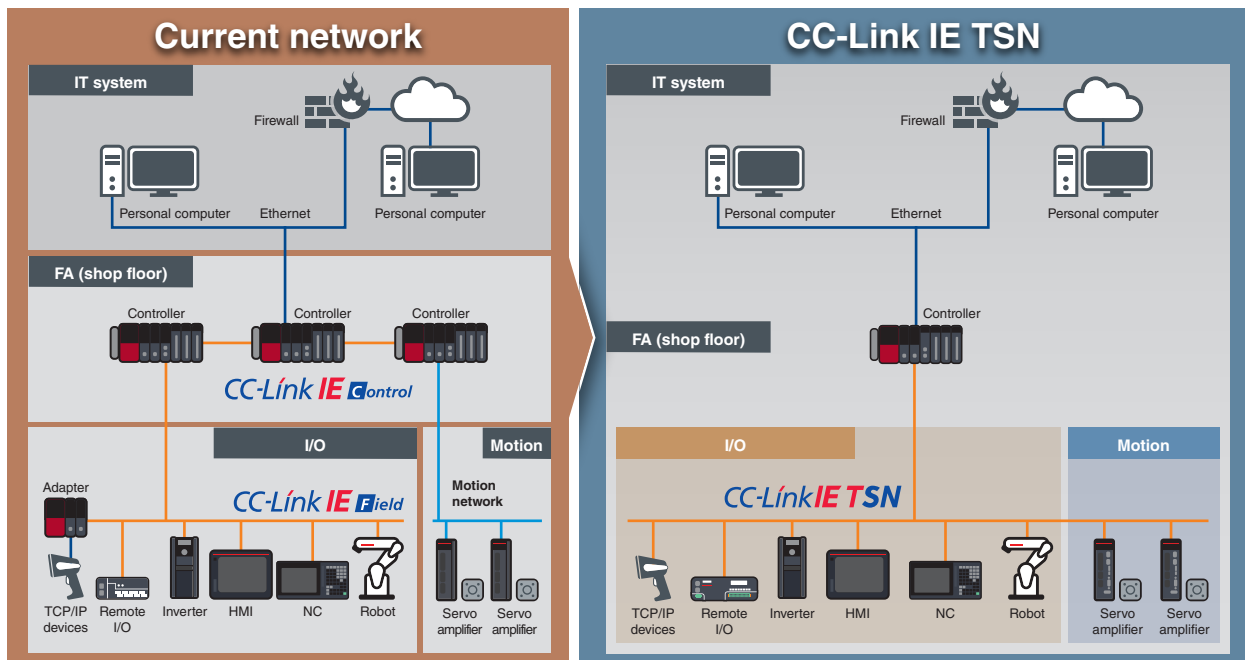 Current network
IT system
Firewall
Personal computer
Ethernet
Personal computer
FA (shop floor)
Controller
Controller
Controller
CC-Link IE Control
I/O
Motion
Adapter
CC-Link IE Field
Motion
network
TCP/IP
devices
Remote
I/O
Inverter
HMI
NC
Robot
Servo
amplifier
Servo
amplifier
CC-Link IE TSN
IT system
Firewall
Personal computer
Ethernet
Personal computer
Controller
FA (shop floor)
I/O
Motion
CC-Link IE TSN
TCP/IP
devices
Remote
I/O
Inverter
HMI
NC
Robot
Servo
amplifier
Servo
amplifier